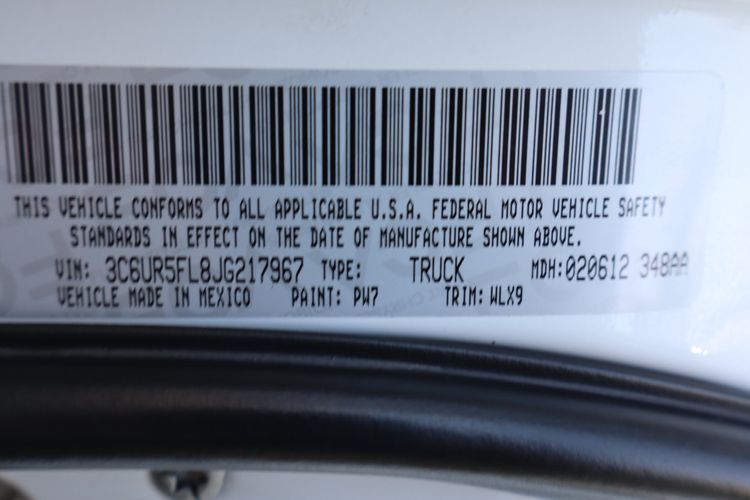 THIS VEHICLE CONFORMS TO ALL APPLICABLE U.S.A. FEDERAL MOTOR VEHICLE SAFETY
STANDARDS IN EFFECT ON THE DATE OF MANUFACTURE SHOWN ABOVE.
VIN: 3C6UR5FL8JG217967 TYPE: TRUCK MDH:020612 348AA
VEHICLE MADE IN MEXICO PAINT: PW7 TRIM: WLX9